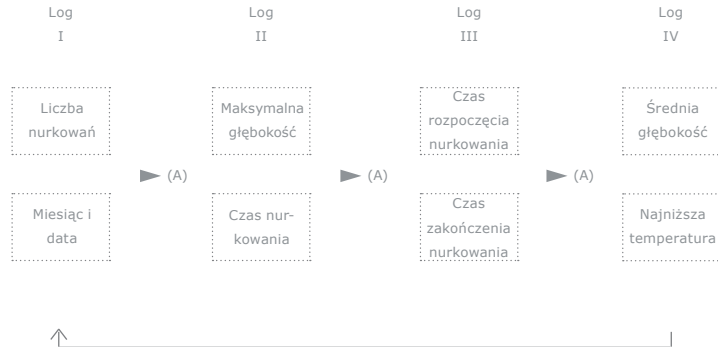 Log
I
Log
II
Log
III
Log
IV
Liczba
nurkowań
Maksymalna
głębokość
Czas
rozpoczęcia
nurkowania
Średnia
głębokość
(A)
(A)
(A)
Miesiąc i
data
Czas nur-
kowania
Czas
zakończenia
nurkowania
Najniższa
temperatura